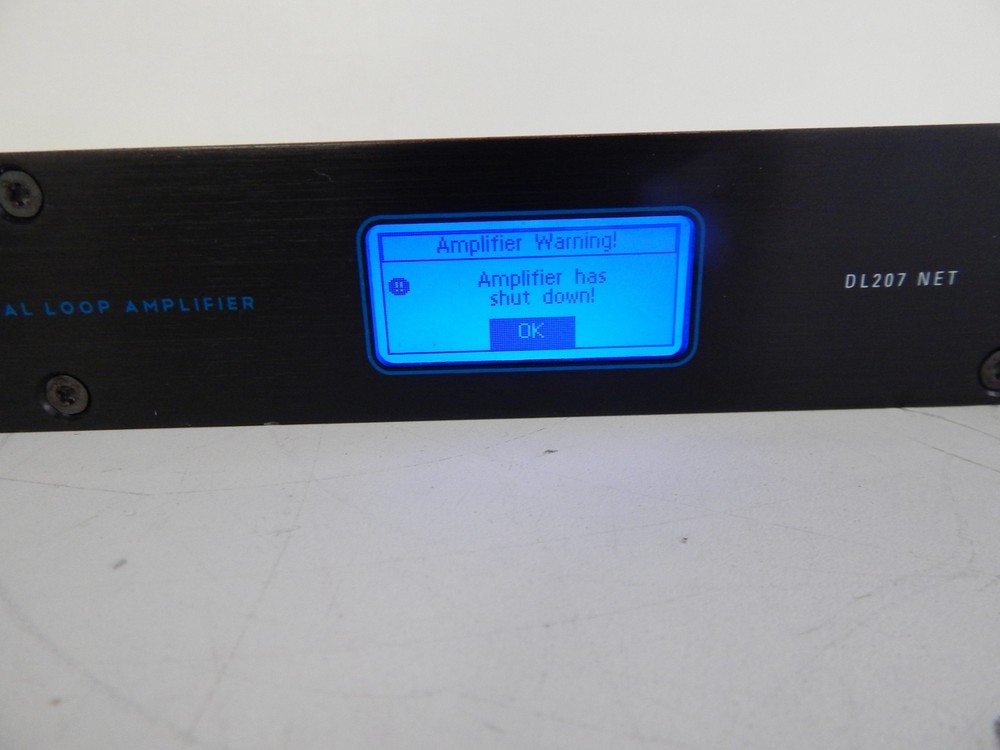 Amplifier Warning!
Amplifier has
shut down!
OK
AL LOOP AMPLIFIER
DL207 NET